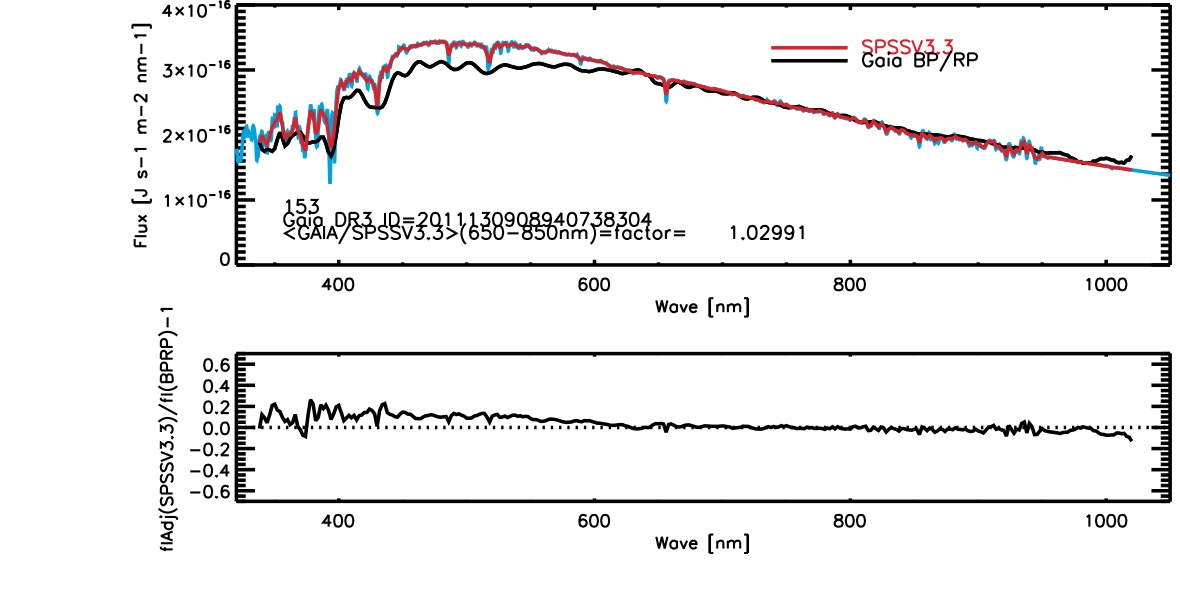 4×10⁻¹⁶
3×10⁻¹⁶
2×10⁻¹⁶
1×10⁻¹⁶
0
Flux [J s−1 m−2 nm−1]
SPSSV3.3
Gaia BP/RP
153
Gaia DR3 ID=2011130908940738304
<GAIA/SPSSV3.3>(650−850nm)=factor= 1.02991
400 600 800 1000
Wave [nm]
flAdj(SPSSV3.3)/fl(BPRP)−1
0.6
0.4
0.2
0.0
−0.2
−0.4
−0.6
400 600 800 1000
Wave [nm]